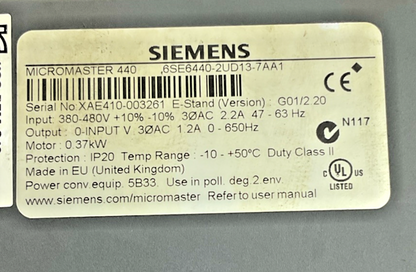 SIEMENS
MICROMASTER 440 ,6SE6440-2UD13-7AA1
Serial No.XAE410-003261 E-Stand (Version) : G01/2.20
Input: 380-480V +10% -10% 3ØAC 2.2A 47 - 63 Hz
Output : 0-INPUT V 3ØAC 1.2A 0 - 650Hz
Motor : 0.37kW
Protection : IP20 Temp Range : -10 - +50°C Duty Class II
Made in EU (United Kingdom)
Power conv.equip. 5B33. Use in poll. deg.2 env.
www.siemens.com/micromaster Refer to user manual
CE
N117
C UL US
LISTED